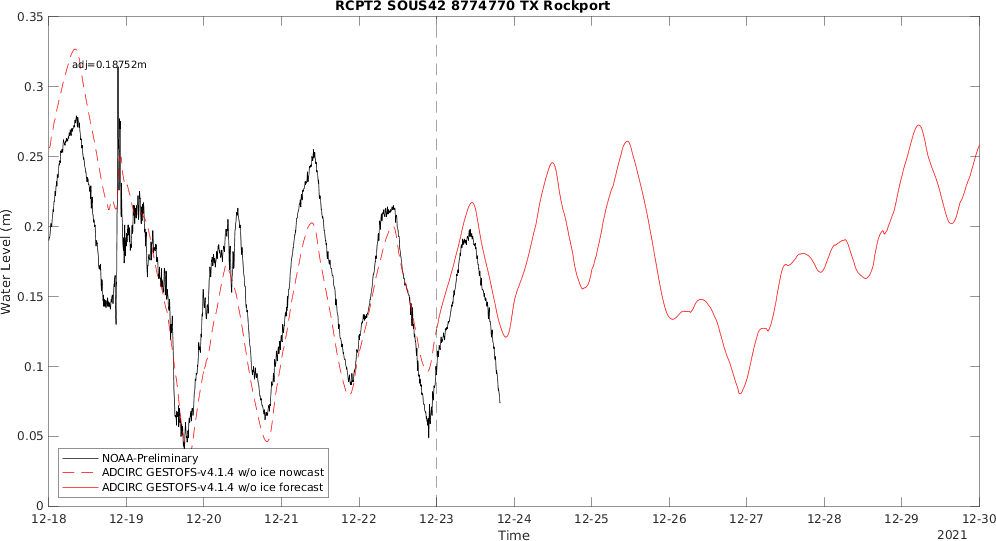 RCPT2 SOUS42 8774770 TX Rockport
0.35
0.3
0.25
0.2
0.15
0.1
0.05
0
Water Level (m)
adj=0.18752m
NOAA-Preliminary
ADCIRC GESTOFS-v4.1.4 w/o ice nowcast
ADCIRC GESTOFS-v4.1.4 w/o ice forecast
12-18 12-19 12-20 12-21 12-22 12-23 12-24 12-25 12-26 12-27 12-28 12-29 12-30
Time
2021